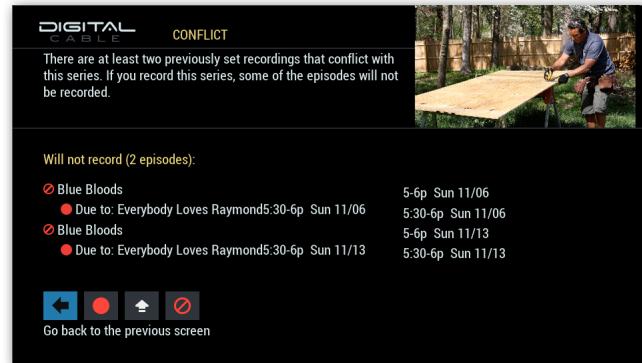 DIGITAL
CABLE
CONFLICT
There are at least two previously set recordings that conflict with
this series. If you record this series, some of the episodes will not
be recorded.
Will not record (2 episodes):
Blue Bloods 5-6p Sun 11/06
Due to: Everybody Loves Raymond5:30-6p Sun 11/06 5:30-6p Sun 11/06
Blue Bloods 5-6p Sun 11/13
Due to: Everybody Loves Raymond5:30-6p Sun 11/13 5:30-6p Sun 11/13
Go back to the previous screen